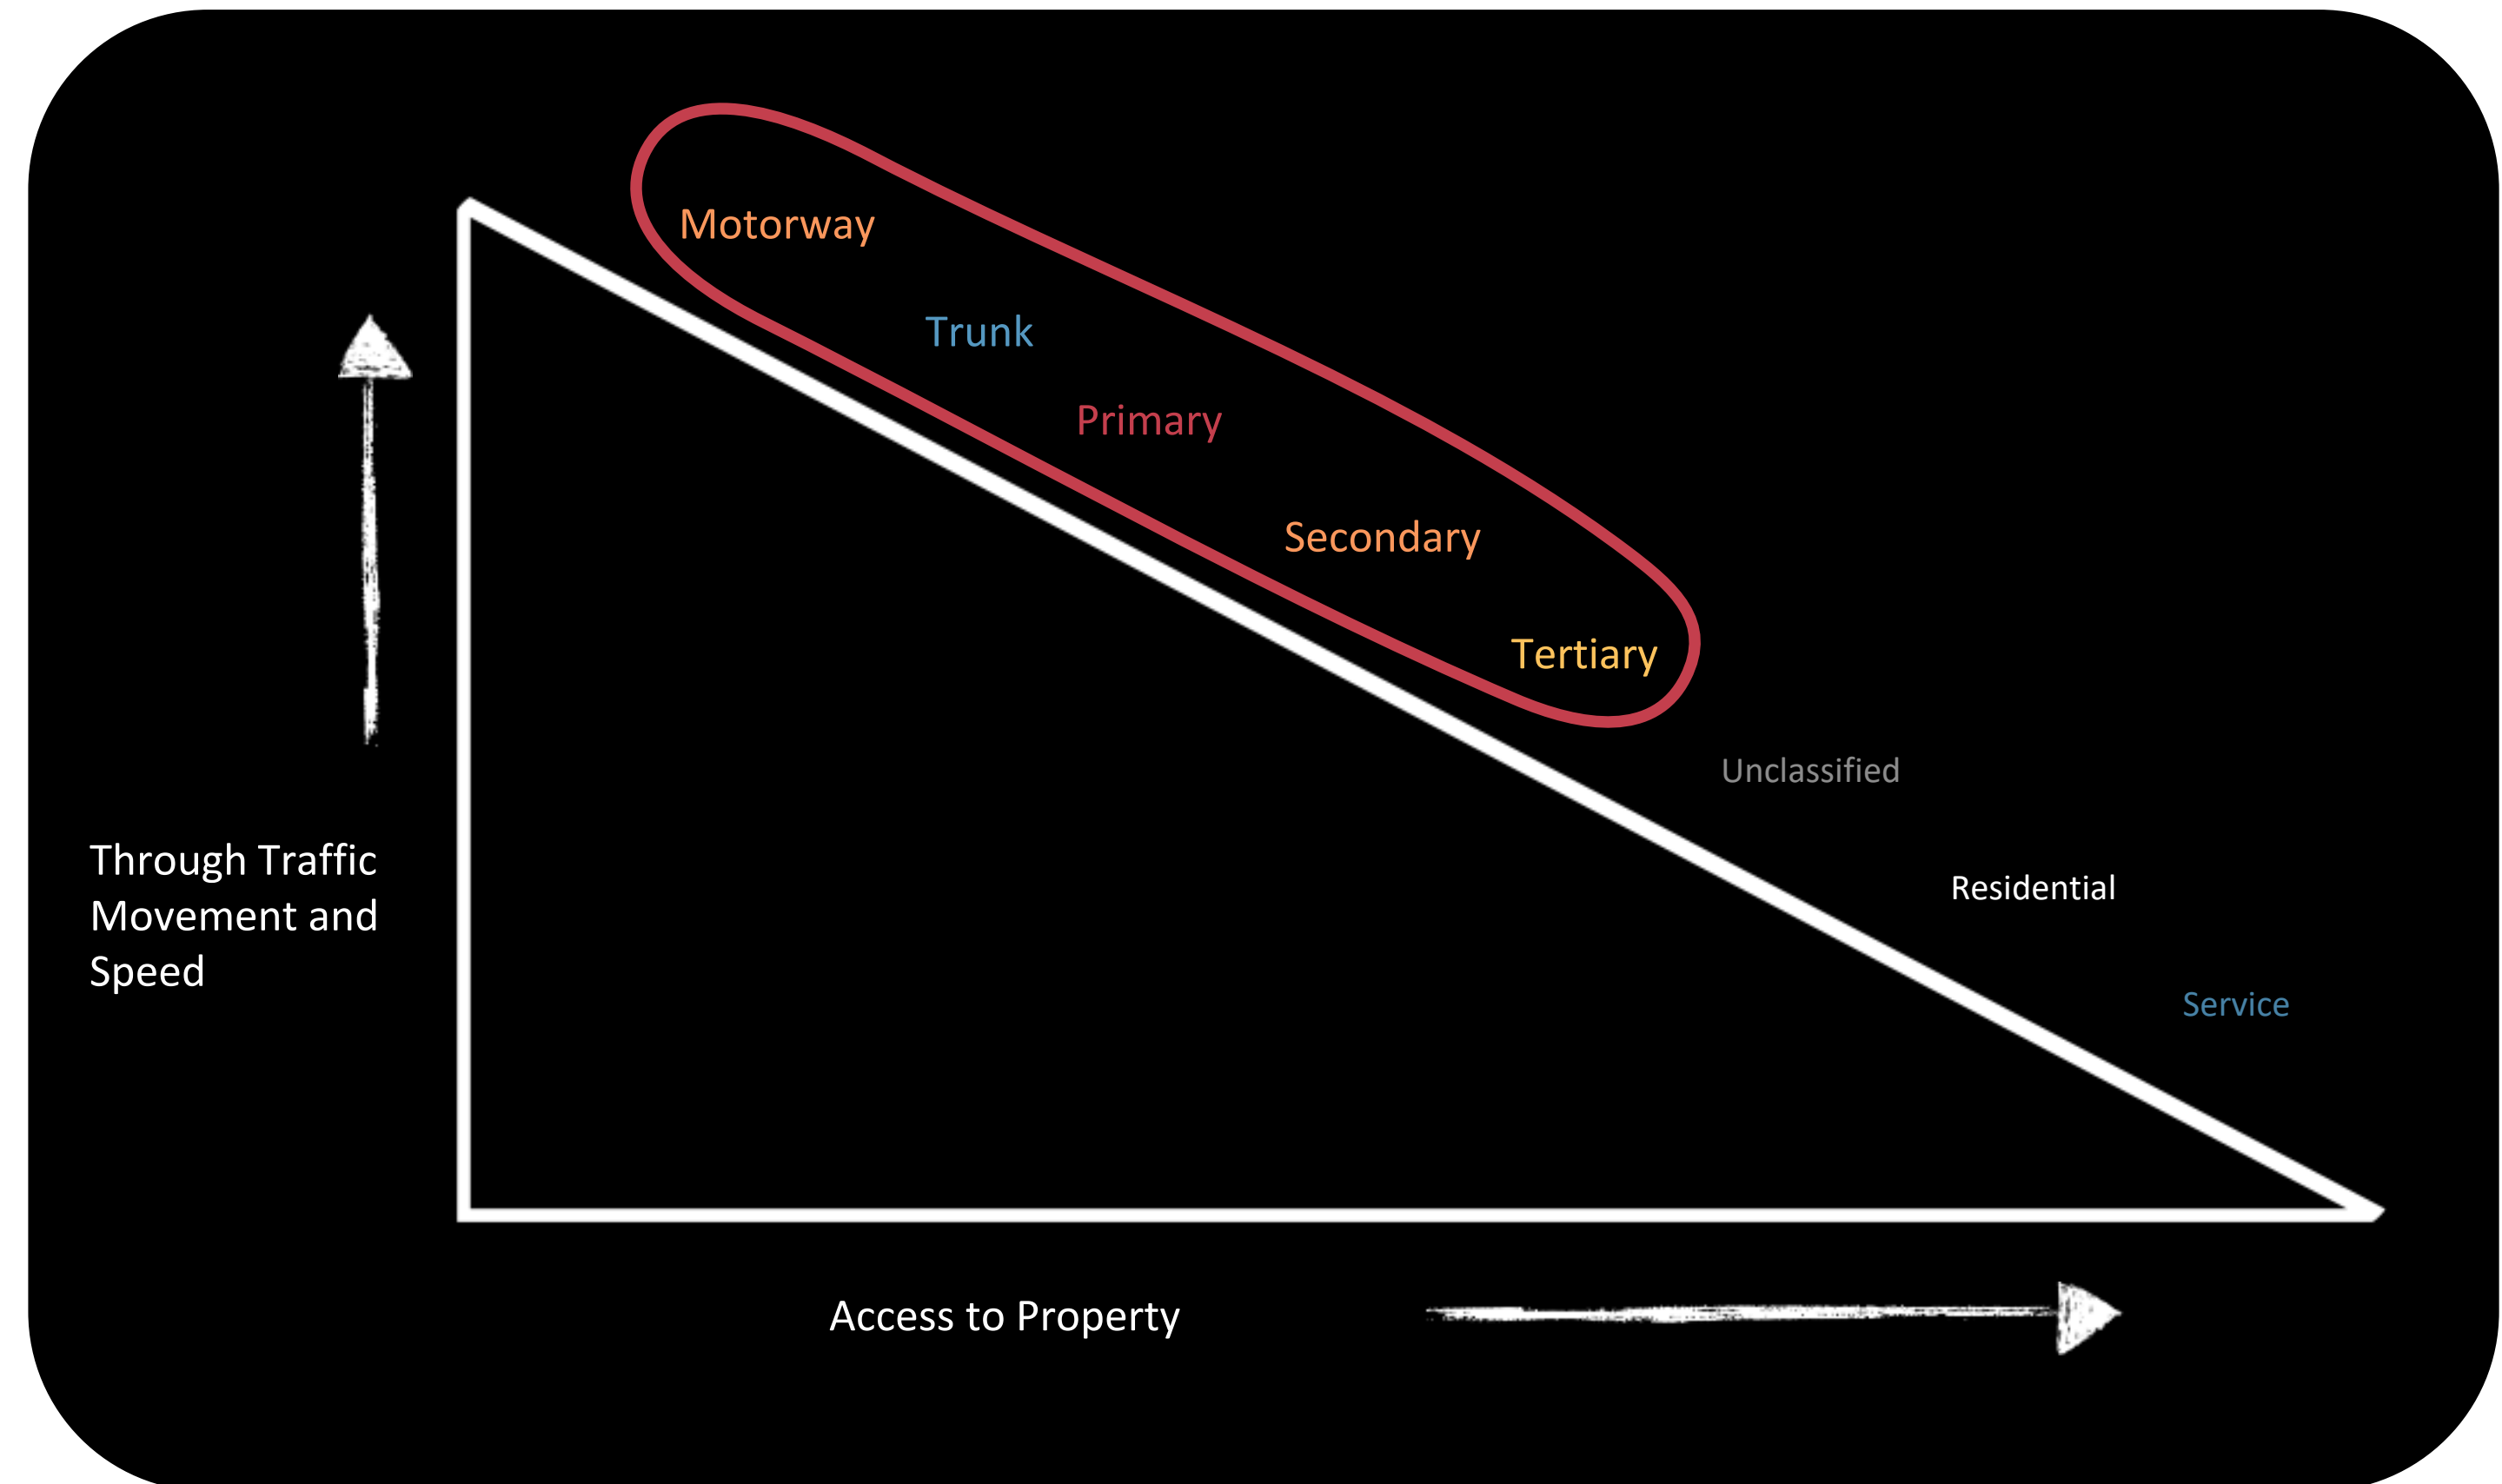 Motorway
Trunk
Primary
Secondary
Tertiary
Unclassified
Residential
Service
Through Traffic
Movement and
Speed
Access to Property